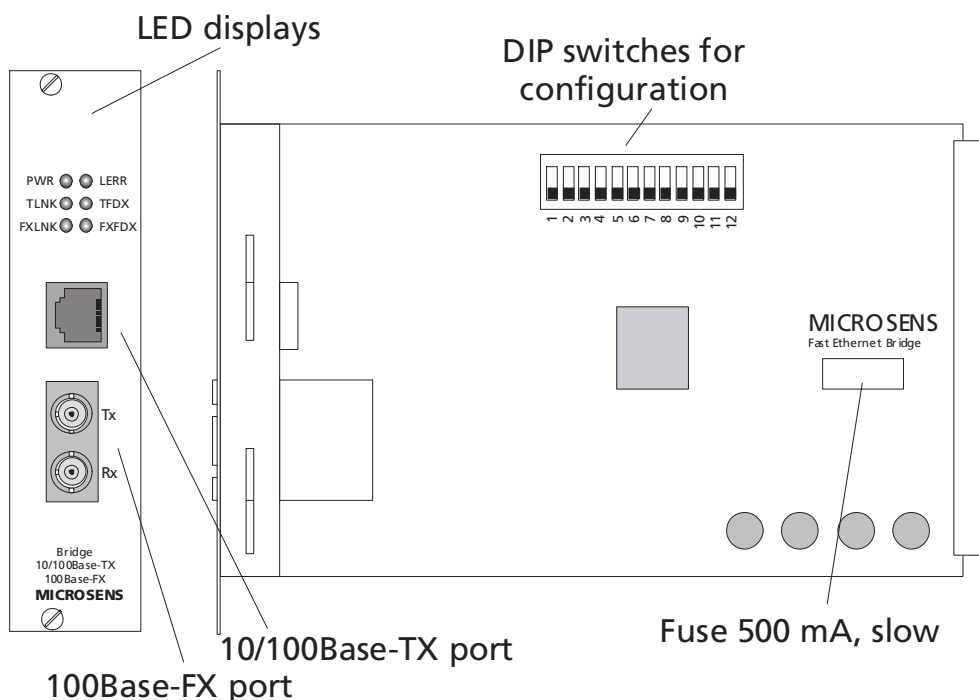 LED displays
DIP switches for
configuration
PWR LERR
TLNK TFDX
FXLNK FXFDX
1 2 3 4 5 6 7 8 9 10 11 12
MICROSENS
Fast Ethernet Bridge
Tx
Rx
Bridge
10/100Base-TX
100Base-FX
MICROSENS
10/100Base-TX port
Fuse 500 mA, slow
100Base-FX port